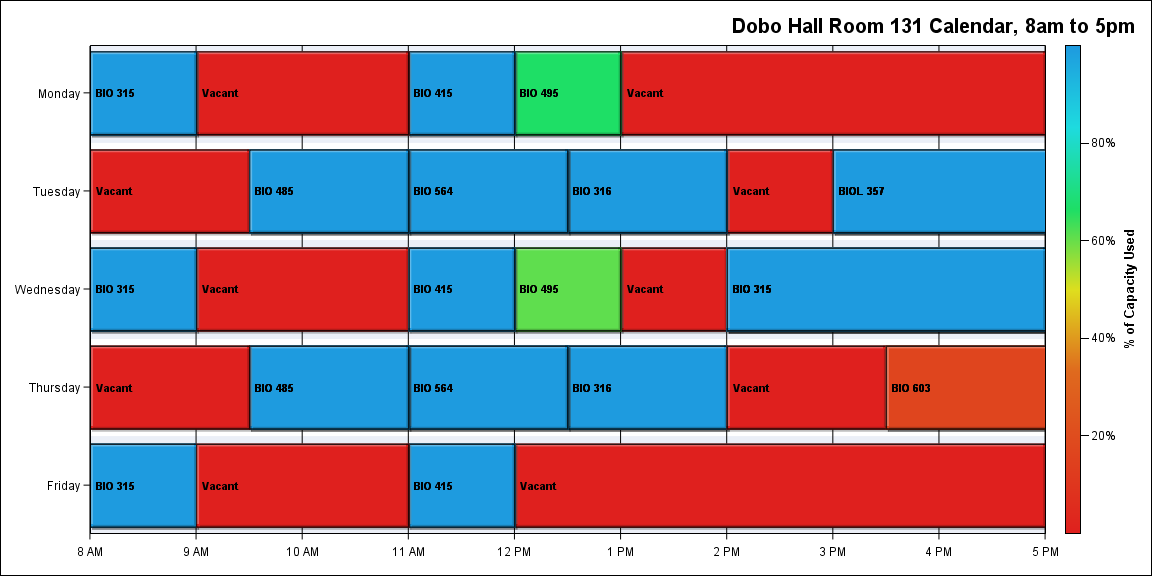 Dobo Hall Room 131 Calendar, 8am to 5pm
Monday
BIO 315
Vacant
BIO 415
BIO 495
Vacant
Tuesday
Vacant
BIO 485
BIO 564
BIO 316
Vacant
BIOL 357
Wednesday
BIO 315
Vacant
BIO 415
BIO 495
Vacant
BIO 315
Thursday
Vacant
BIO 485
BIO 564
BIO 316
Vacant
BIO 603
Friday
BIO 315
Vacant
BIO 415
Vacant
8 AM
9 AM
10 AM
11 AM
12 PM
1 PM
2 PM
3 PM
4 PM
5 PM
80%
60%
40%
20%
% of Capacity Used